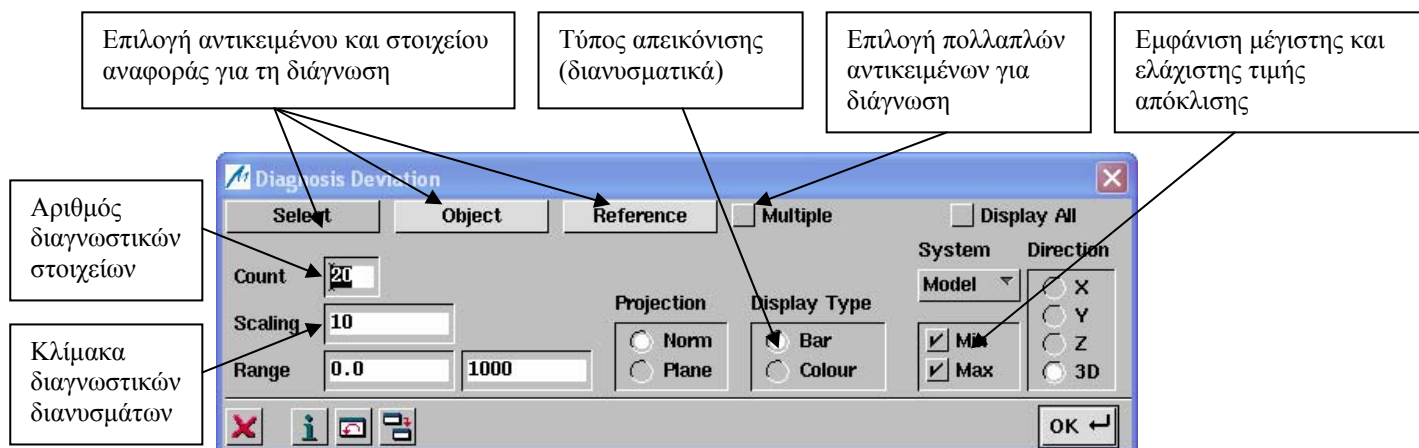 Επιλογή αντικειμένου και στοιχείου
αναφοράς για τη διάγνωση
Τύπος απεικόνισης
(διανυσματικά)
Επιλογή πολλαπλών
αντικειμένων για
διάγνωση
Εμφάνιση μέγιστης και
ελάχιστης τιμής
απόκλισης
Αριθμός
διαγνωστικών
στοιχείων
Κλίμακα
διαγνωστικών
διανυσμάτων
Diagnosis Deviation
Select Object Reference Multiple Display All
System Direction
Count 20 Model X
Projection Display Type Y
Scaling 10 Norm Bar Min Z
Range 0.0 1000 Plane Colour Max 3D
OK